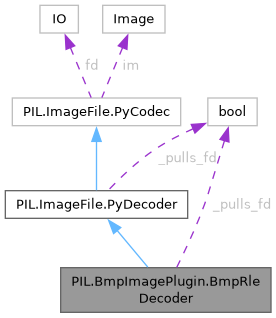 IO
Image
fd
im
PIL.ImageFile.PyCodec
bool
_pulls_fd
PIL.ImageFile.PyDecoder
_pulls_fd
PIL.BmpImagePlugin.BmpRle
Decoder